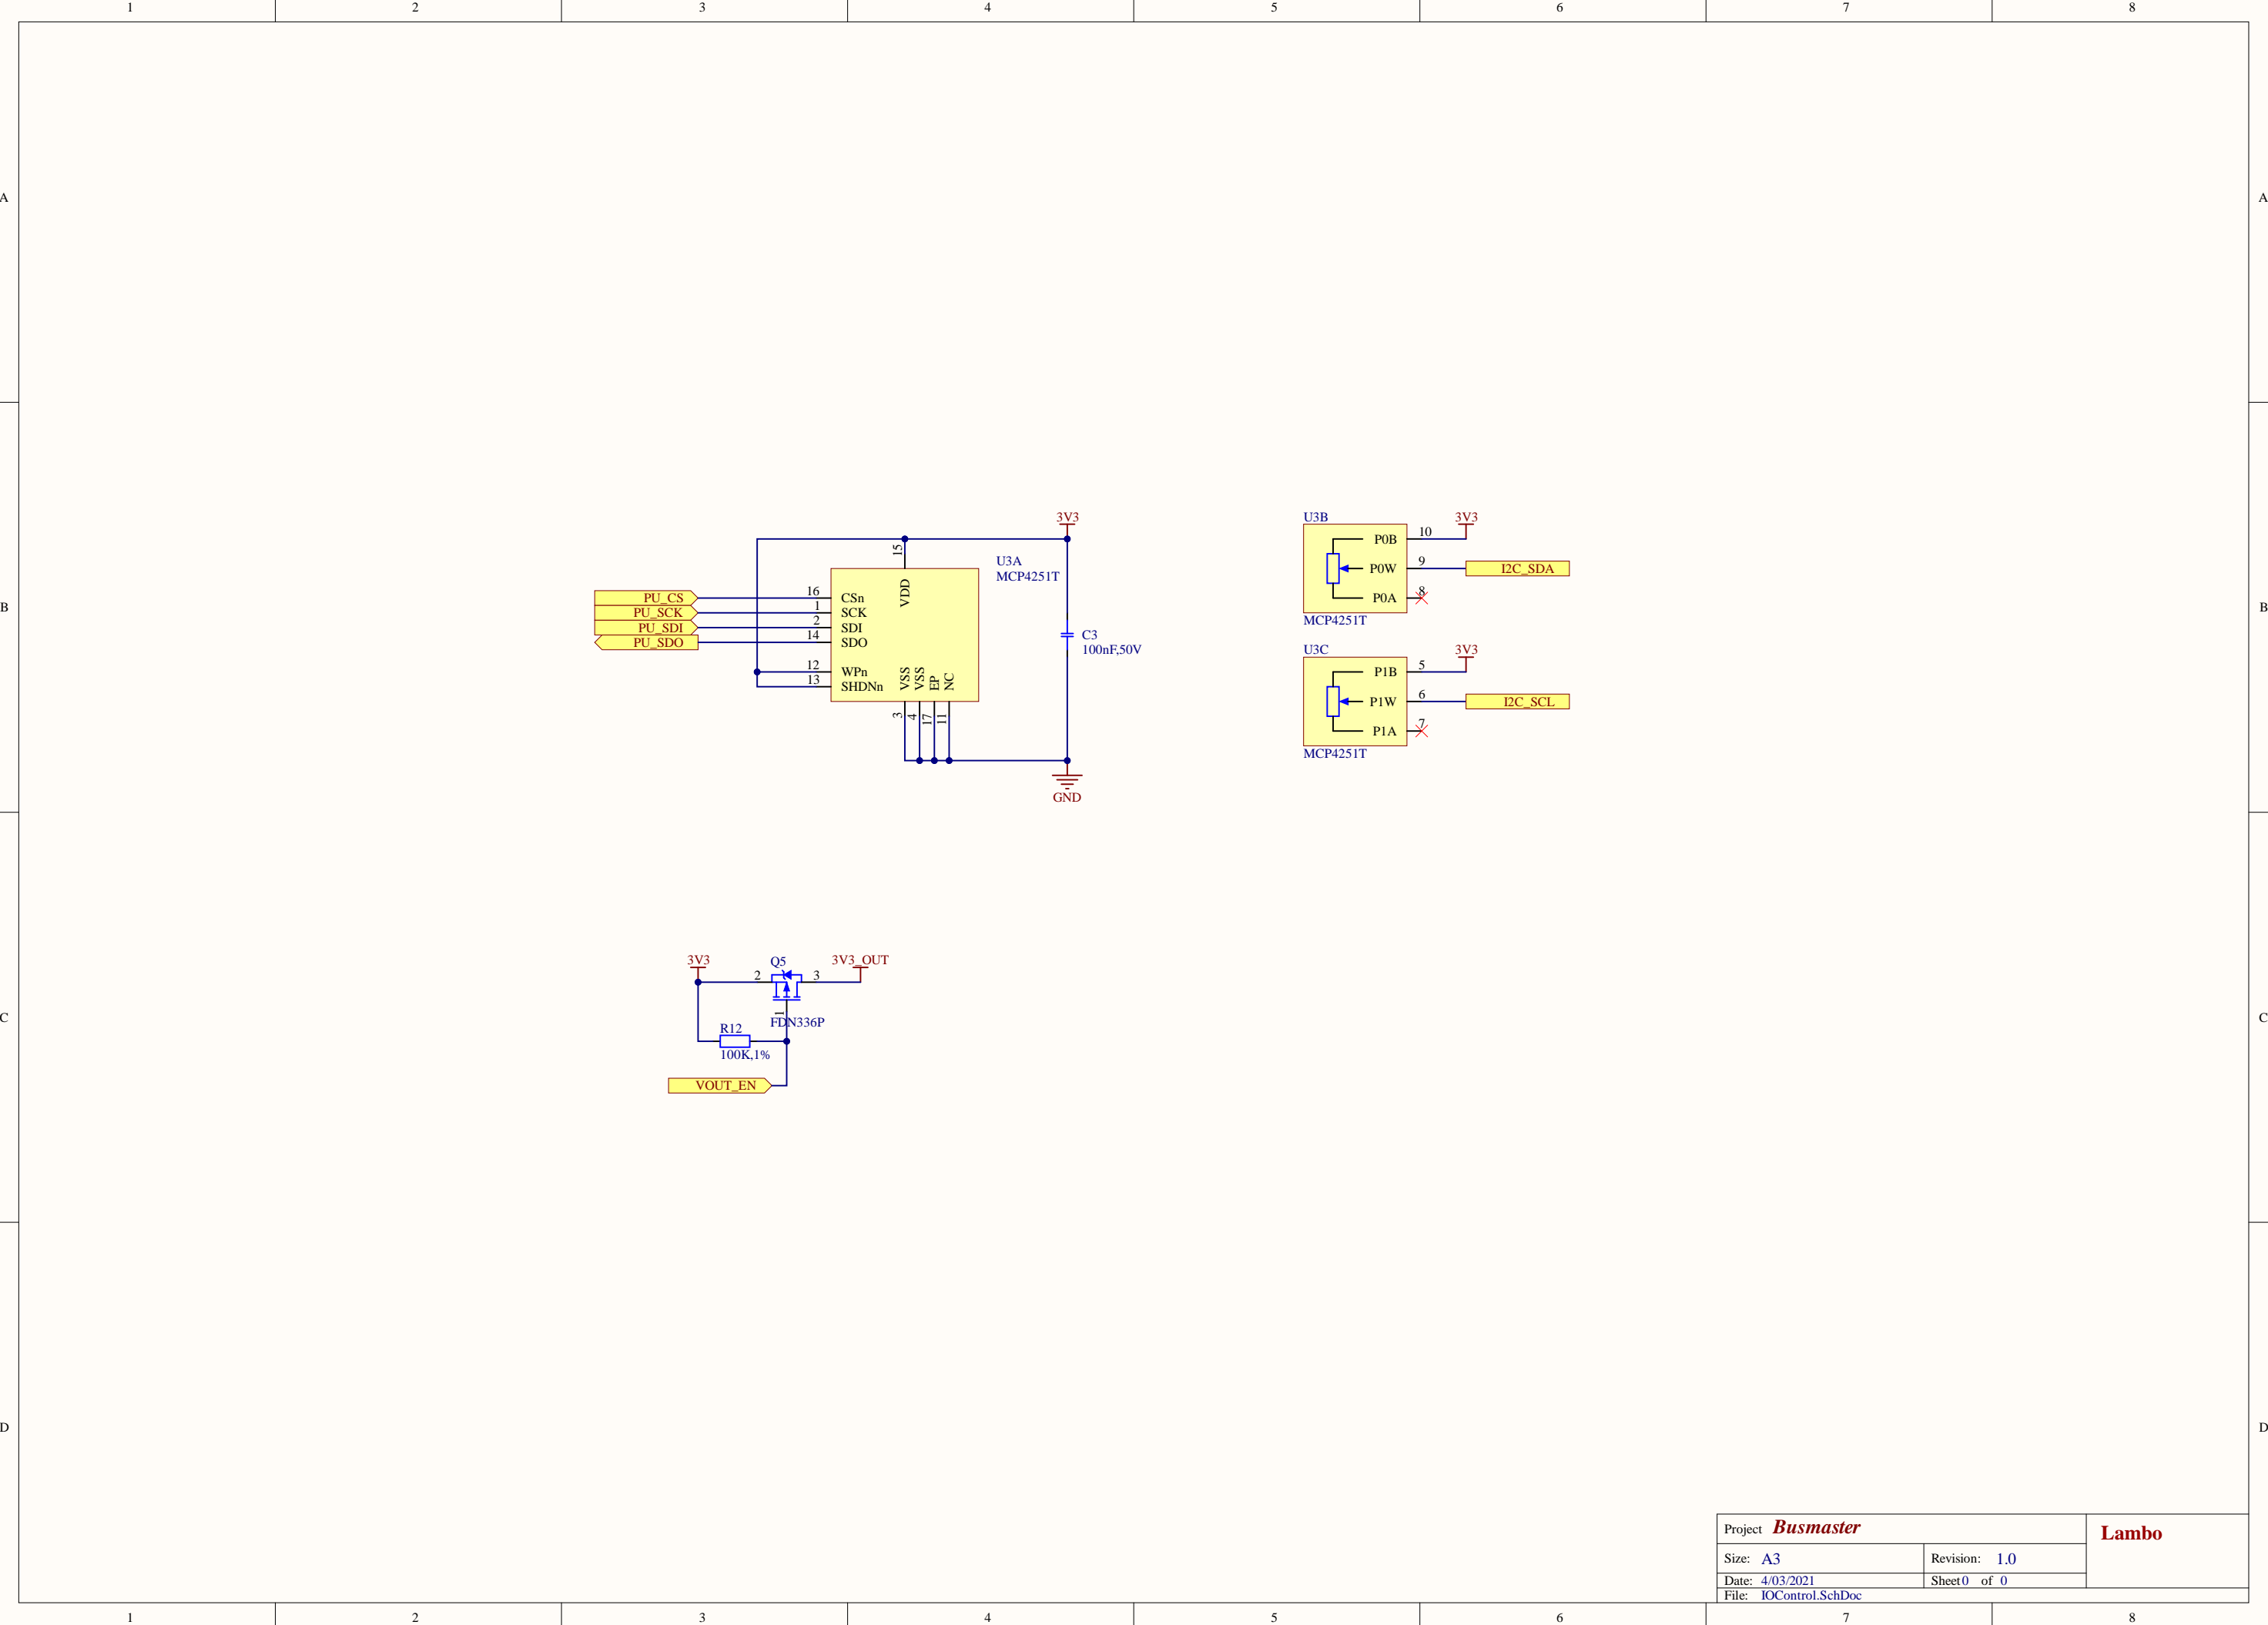 1 2 3 4 5 6 7 8
A A
B B
C C
D D
3V3
15
U3A
MCP4251T
VDD
PU_CS 16 CSn
PU_SCK 1 SCK
PU_SDI 2 SDI
PU_SDO 14 SDO
12 WPn
13 SHDNn
VSS
VSS
EP
NC
3
4
17
11
C3
100nF,50V
GND
U3B
3V3
P0B 10
P0W 9 I2C_SDA
P0A 8
MCP4251T
U3C
3V3
P1B 5
P1W 6 I2C_SCL
P1A 7
MCP4251T
3V3 Q5 3V3_OUT
2 3
1
FDN336P
R12
100K,1%
VOUT_EN
Project Busmaster
Lambo
Size: A3 Revision: 1.0
Date: 4/03/2021 Sheet 0 of 0
File: IOControl.SchDoc
1 2 3 4 5 6 7 8